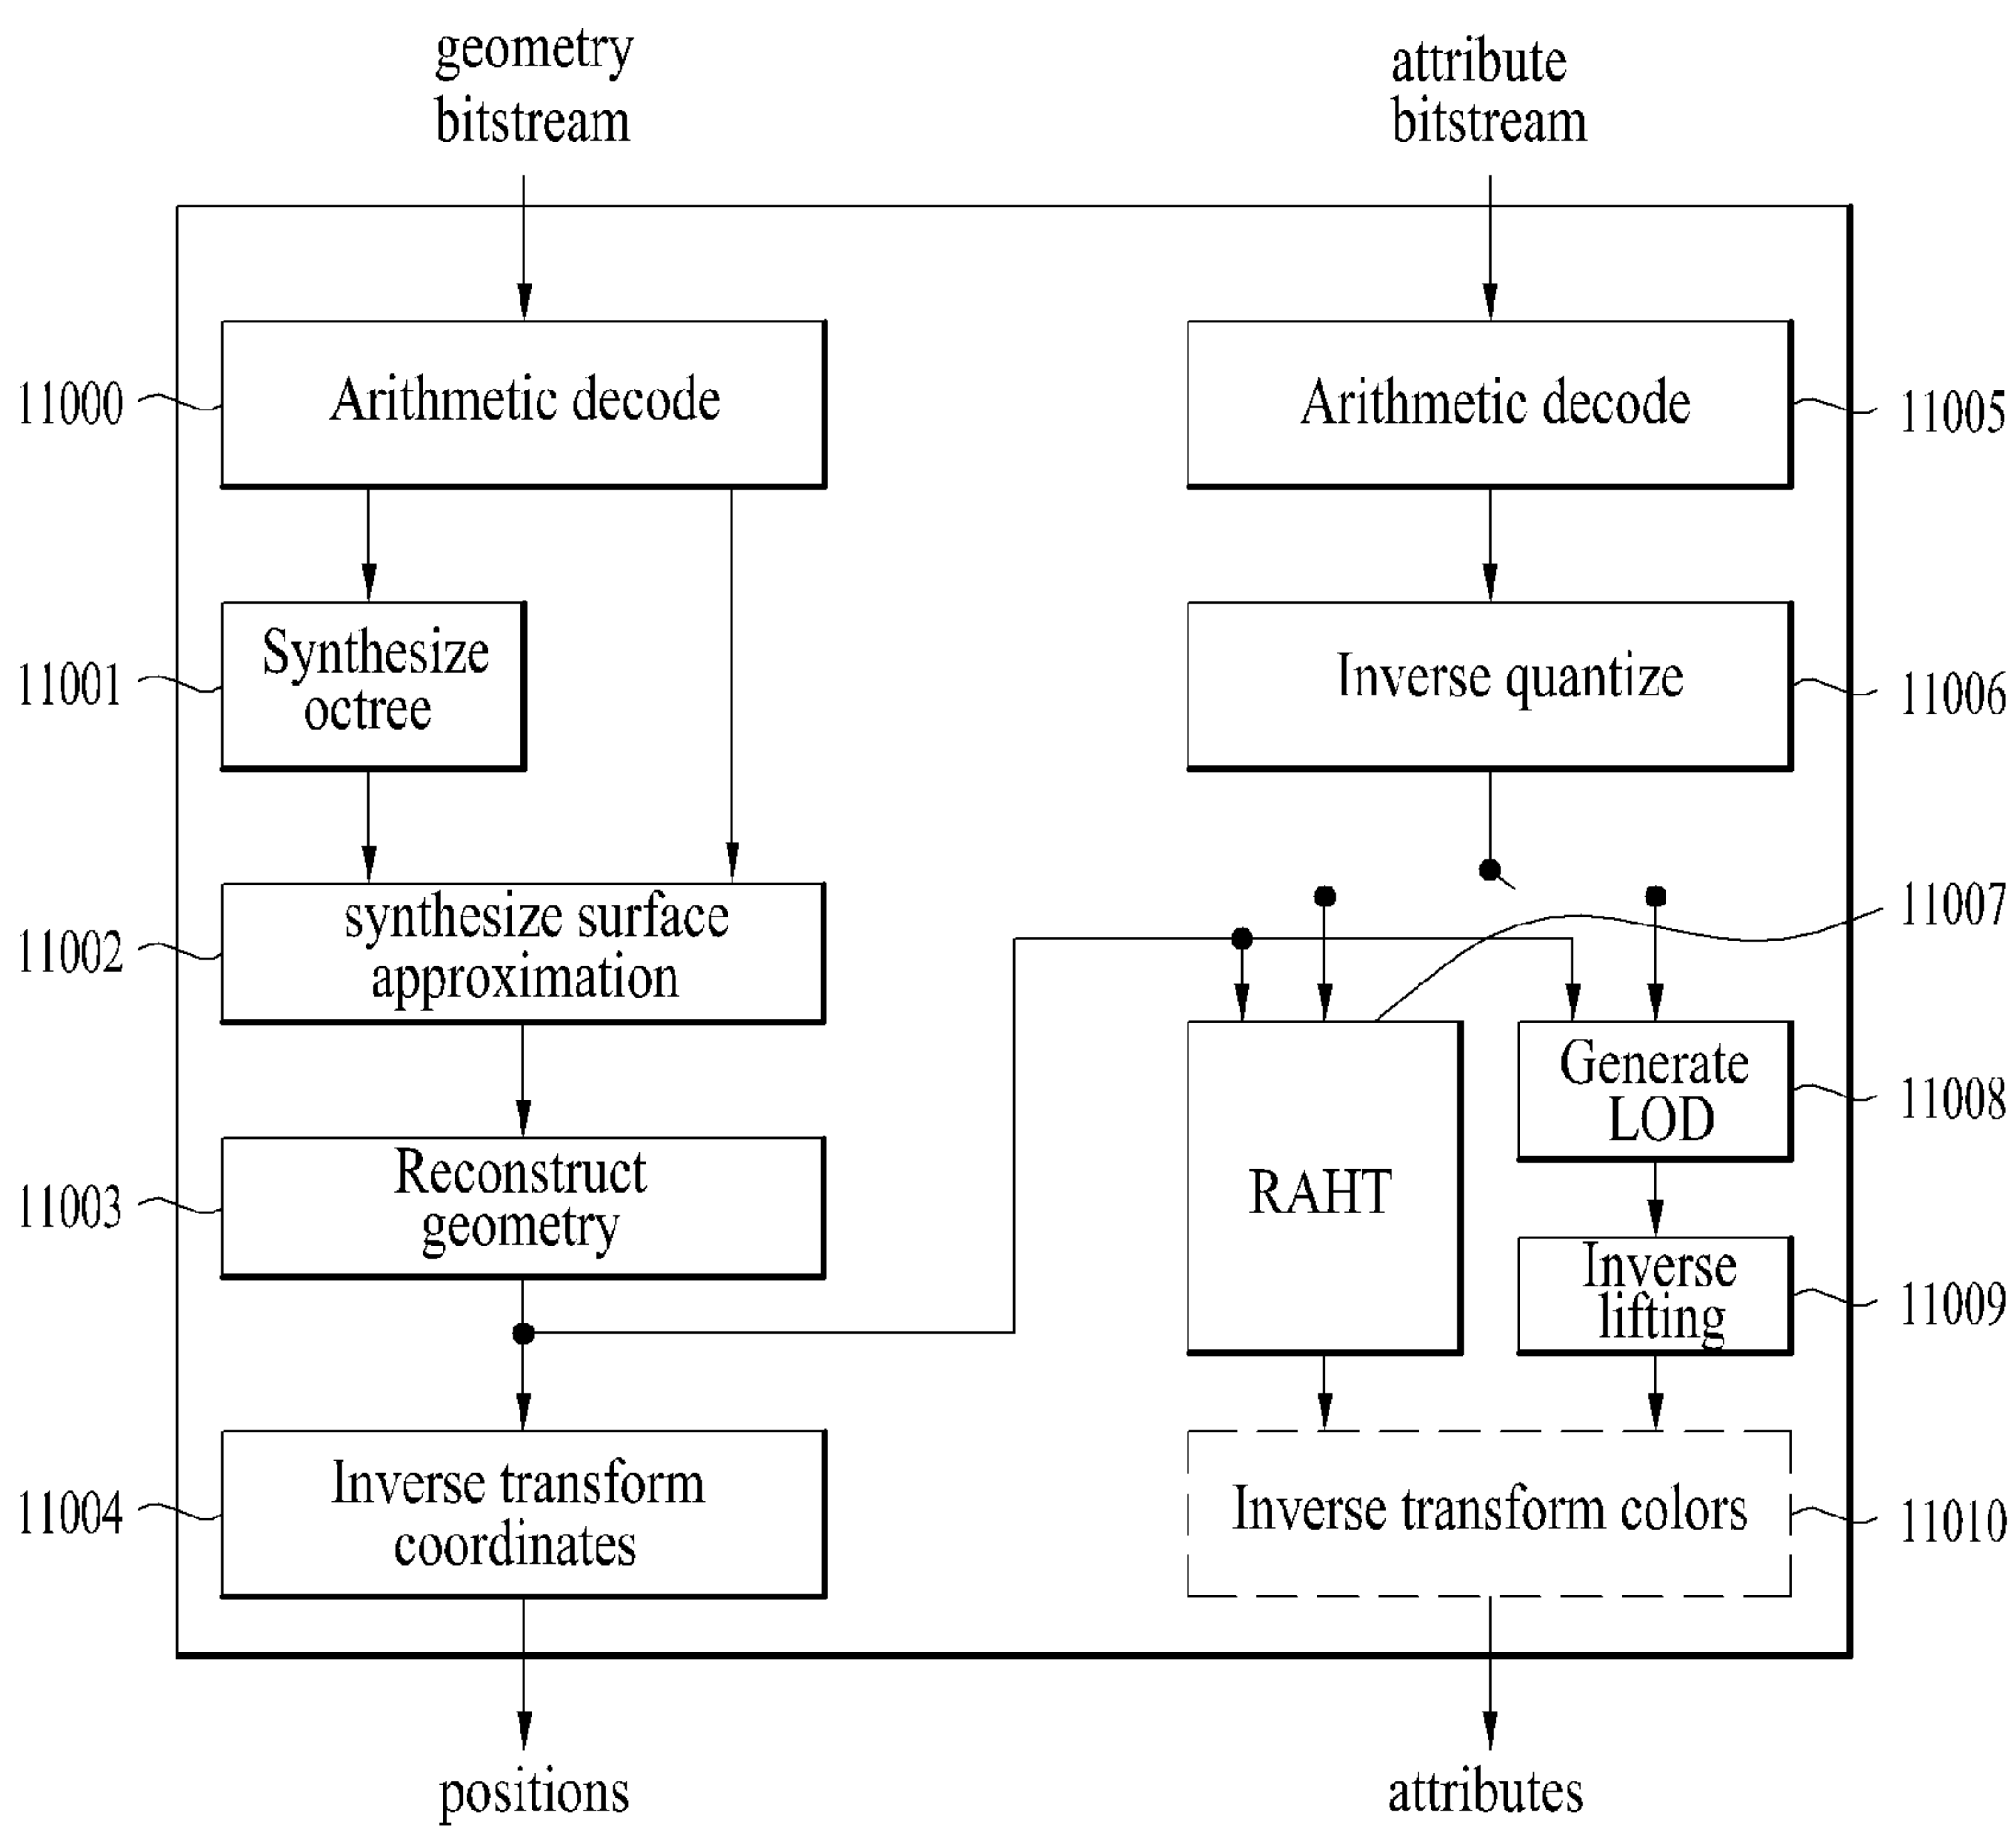 geometry
bitstream
attribute
bitstream
11000
Arithmetic decode
Arithmetic decode
11005
11001
Synthesize
octree
Inverse quantize
11006
11002
synthesize surface
approximation
11007
11003
Reconstruct
geometry
RAHT
Generate
LOD
11008
Inverse
lifting
11009
11004
Inverse transform
coordinates
Inverse transform colors
11010
positions
attributes